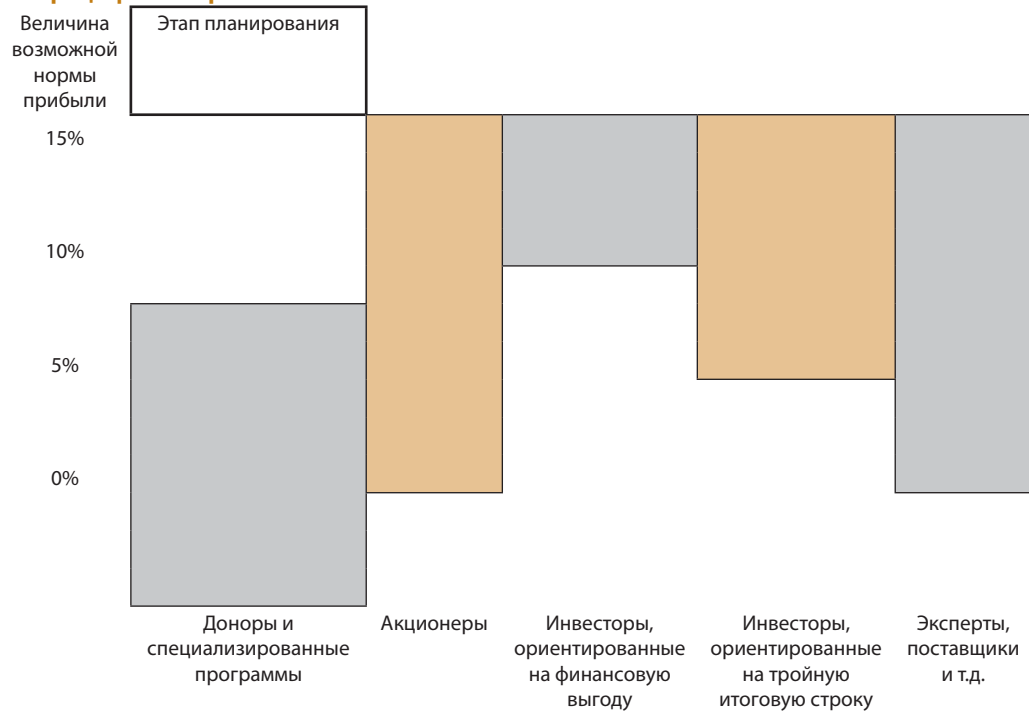 Величина
возможной
нормы
прибыли
Этап планирования
15%
10%
5%
0%
Доноры и
специализированные
программы
Акционеры
Инвесторы,
ориентированные
на финансовую
выгоду
Инвесторы,
ориентированные
на тройную
итоговую строку
Эксперты,
поставщики
и т.д.